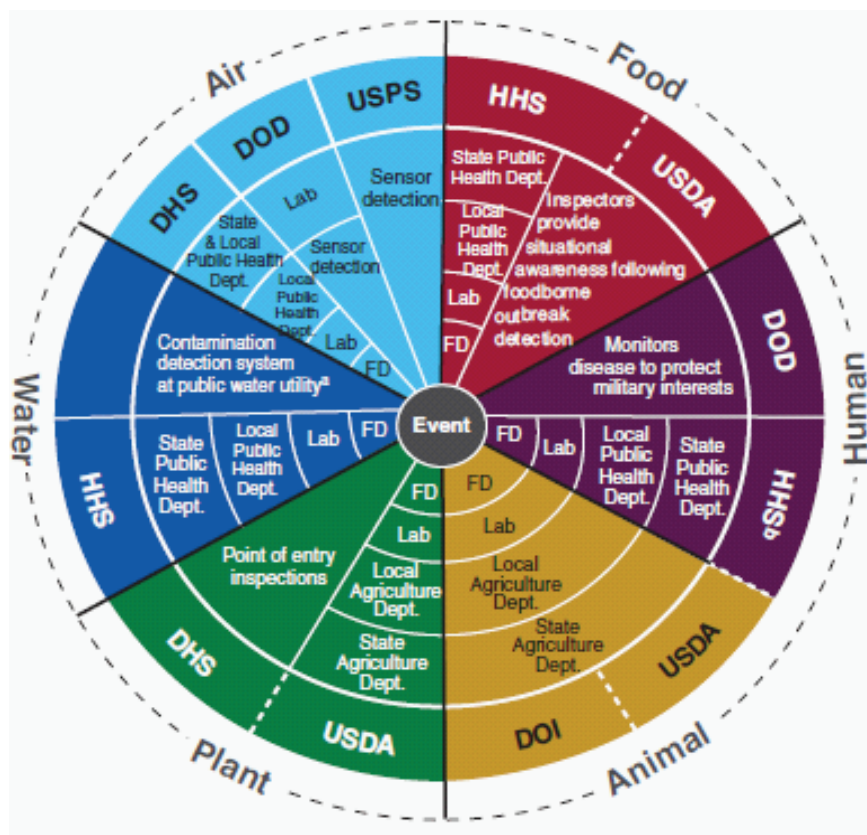 Air
USPS
Sensor
detection
DOD
Lab
Sensor
detection
DHS
State
& Local
Public Health
Dept.
Local
Public
Health
Dept.
Lab
FD
Food
HHS
State Public
Health Dept.
Local
Public
Health
Dept.
Lab
FD
USDA
Inspectors
provide
situational
awareness following
foodborne
outbreak
detection
Human
DOD
Monitors
disease to protect
military interests
HHSb
FD
Lab
Local
Public
Health
Dept.
State
Public
Health
Dept.
Event
Water
Contamination
detection system
at public water utilityª
HHS
State
Public
Health
Dept.
Local
Public
Health
Dept.
Lab
FD
Plant
DHS
Point of entry
inspections
USDA
FD
Lab
Local
Agriculture
Dept.
State
Agriculture
Dept.
Animal
FD
Lab
Local
Agriculture
Dept.
State
Agriculture
Dept.
DOI
USDA